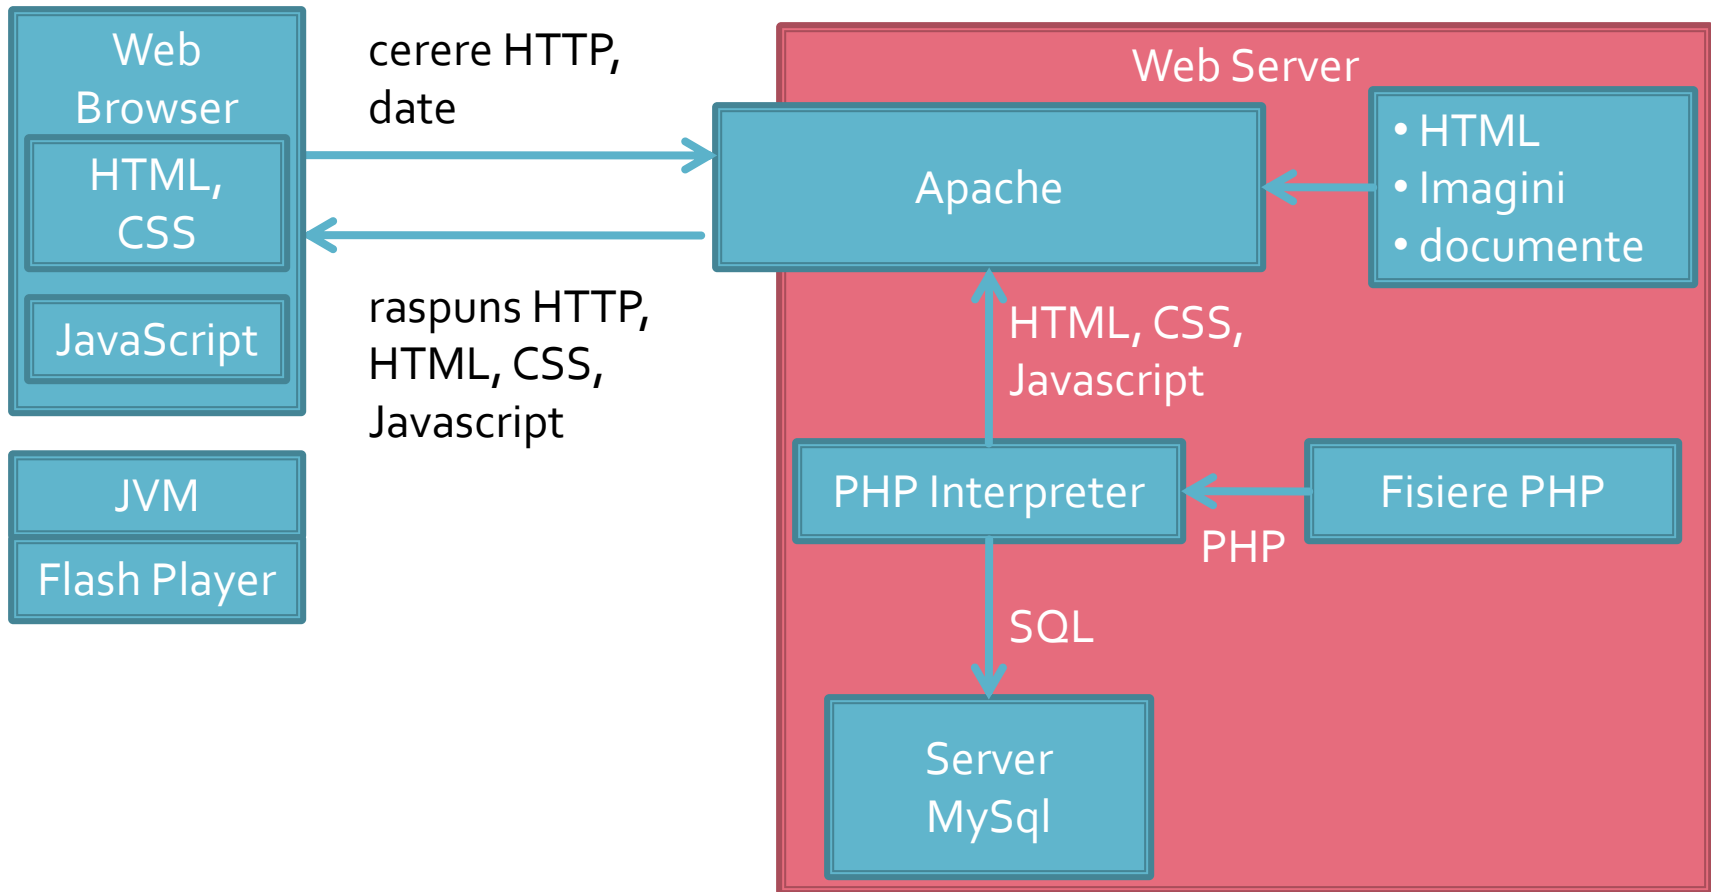 Web
Browser
HTML,
CSS
JavaScript
JVM
Flash Player
cerere HTTP,
date
raspuns HTTP,
HTML, CSS,
Javascript
Web Server
Apache
• HTML
• Imagini
• documente
HTML, CSS,
Javascript
PHP Interpreter
PHP
Fisiere PHP
SQL
Server
MySql